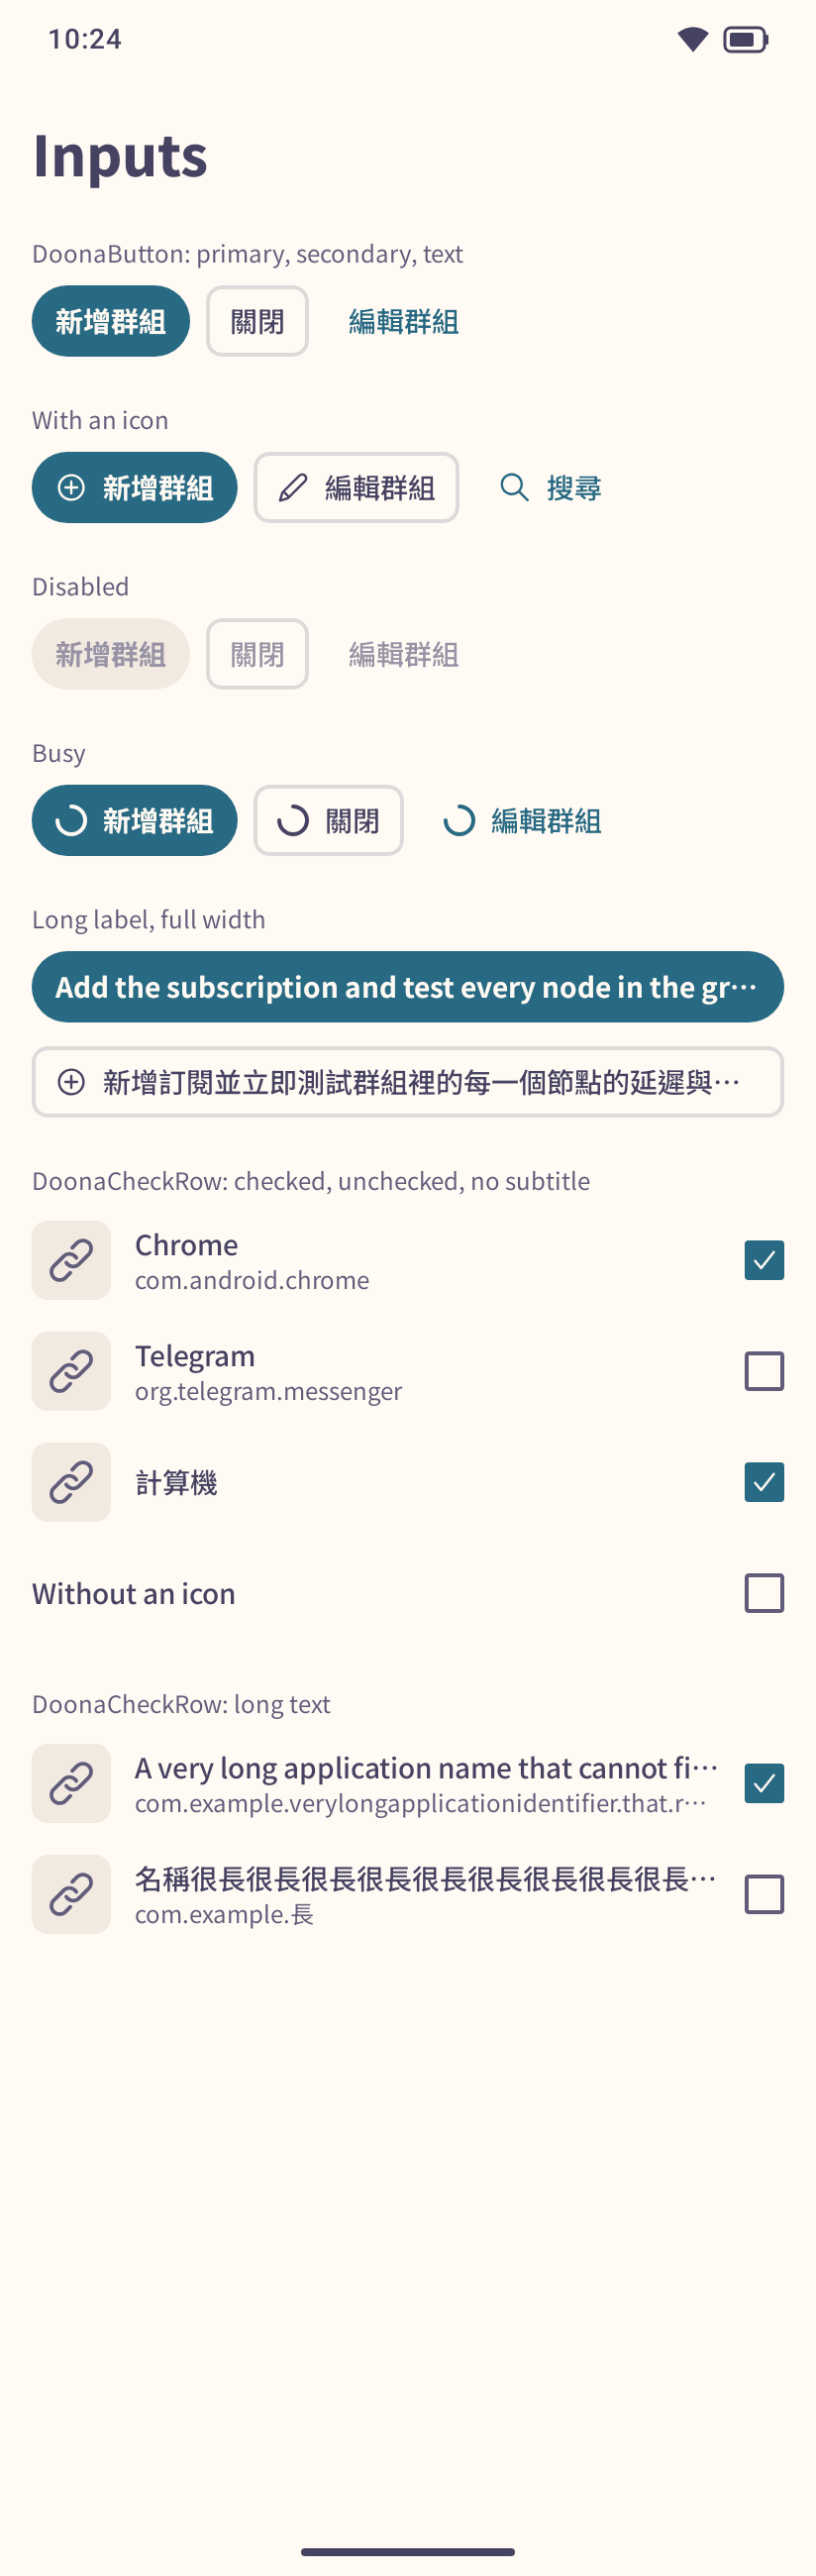 10:24
Inputs
DoonaButton: primary, secondary, text
新增群組 關閉 編輯群組
With an icon
新增群組 編輯群組 搜尋
Disabled
新增群組 關閉 編輯群組
Busy
新增群組 關閉 編輯群組
Long label, full width
Add the subscription and test every node in the gr…
新增訂閱並立即測試群組裡的每一個節點的延遲與…
DoonaCheckRow: checked, unchecked, no subtitle
Chrome
com.android.chrome
Telegram
org.telegram.messenger
計算機
Without an icon
DoonaCheckRow: long text
A very long application name that cannot fi…
com.example.verylongapplicationidentifier.that.r…
名稱很長很長很長很長很長很長很長很長很長很長…
com.example.長